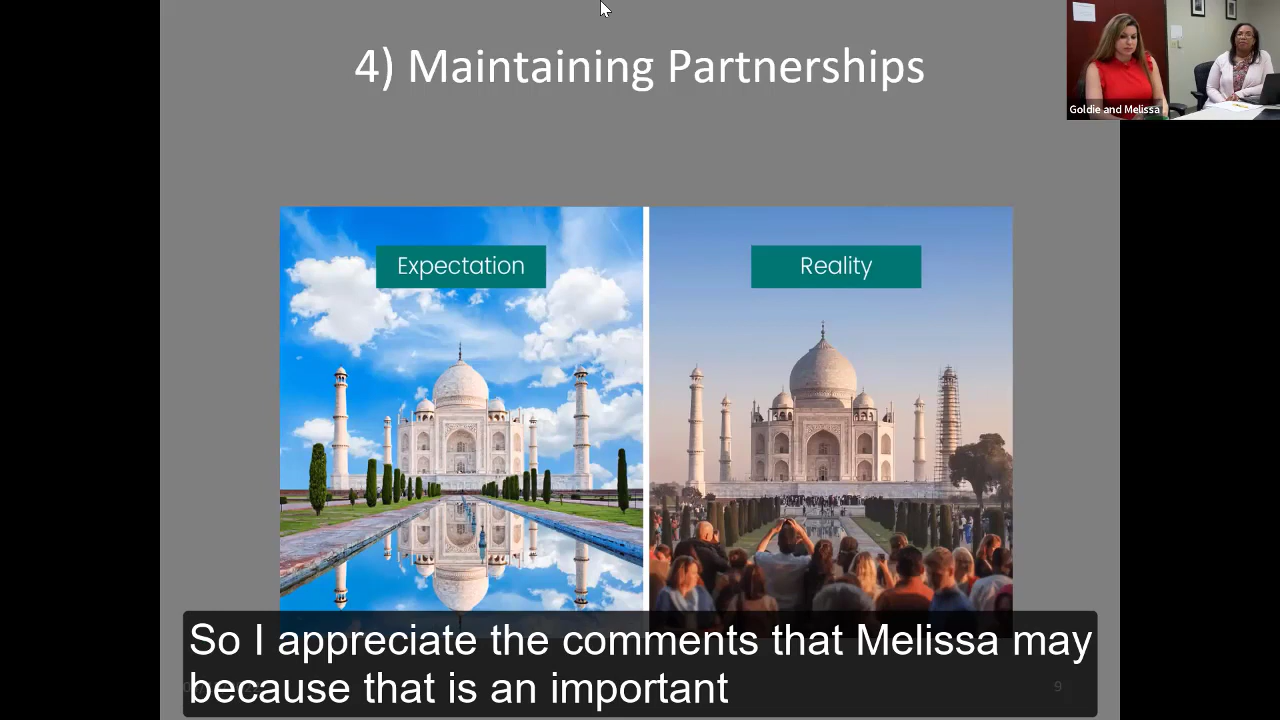 4) Maintaining Partnerships
Goldie and Melissa
Expectation
Reality
So I appreciate the comments that Melissa may
because that is an important
9